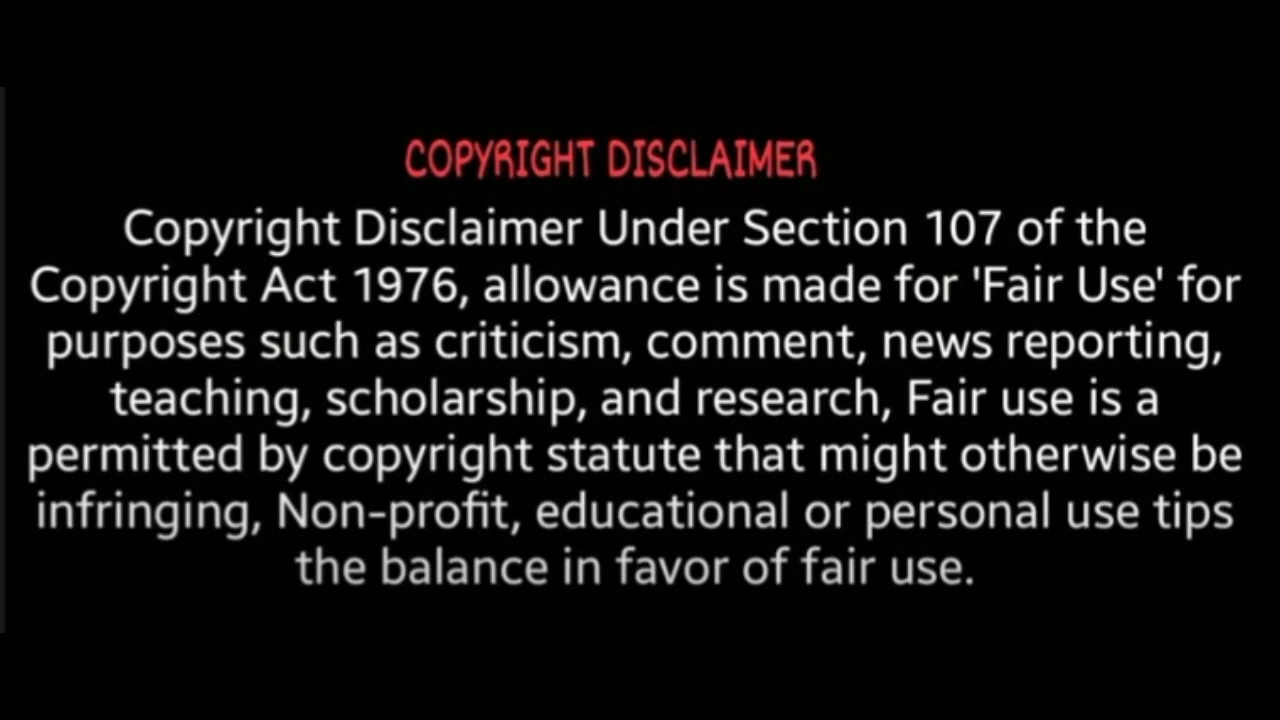 COPYRIGHT DISCLAIMER
Copyright Disclaimer Under Section 107 of the
Copyright Act 1976, allowance is made for 'Fair Use' for
purposes such as criticism, comment, news reporting,
teaching, scholarship, and research, Fair use is a
permitted by copyright statute that might otherwise be
infringing, Non-profit, educational or personal use tips
the balance in favor of fair use.